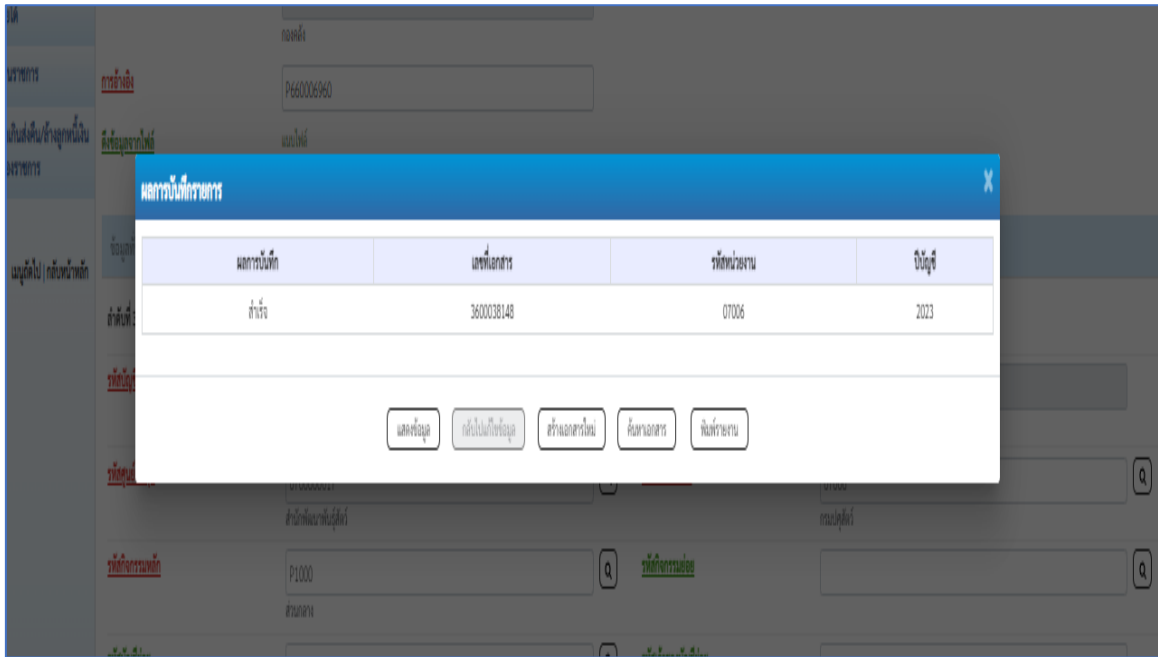 กองคลัง
การอ้างอิง
P660006960
ดึงข้อมูลจากไฟล์
แนบไฟล์
ผลการบันทึกรายการ
X
ผลการบันทึก เลขที่เอกสาร รหัสหน่วยงาน ปีบัญชี
สำเร็จ 3600038148 07006 2023
เมนูถัดไป | กลับหน้าหลัก
ลำดับที่
แสดงข้อมูล กลับไปแก้ไขข้อมูล สร้างเอกสารใหม่ ค้นหาเอกสาร พิมพ์รายงาน
สำนักพัฒนาพันธุ์สัตว์ กรมปศุสัตว์
รหัสกิจกรรมหลัก P1000 รหัสกิจกรรมย่อย
ส่วนกลาง